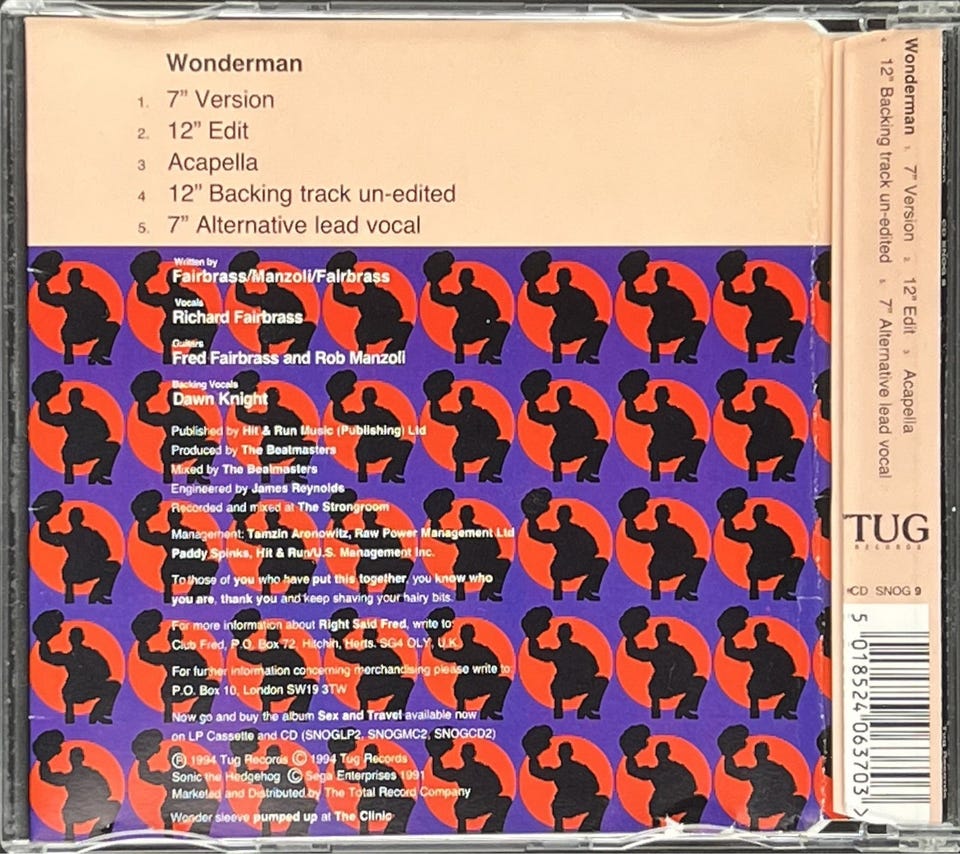 Wonderman
1. 7” Version
2. 12” Edit
3 Acapella
4 12” Backing track un-edited
5. 7” Alternative lead vocal
Written by
Fairbrass/Manzoli/Fairbrass
Vocals
Richard Fairbrass
Guitars
Fred Fairbrass and Rob Manzoli
Backing Vocals
Dawn Knight
Published by Hit & Run Music (Publishing) Ltd
Produced by The Beatmasters
Mixed by The Beatmasters
Engineered by James Reynolds
Recorded and mixed at The Strongroom
Management: Tamzin Aronowitz, Raw Power Management Ltd
Paddy Spinks, Hit & Run/U.S. Management Inc.
To those of you who have put this together, you know who
you are, thank you and keep shaving your hairy bits.
For more information about Right Said Fred, write to:
Club Fred, P.O. Box 72, Hitchin, Herts. SG4 OLY, U.K.
For further information concerning merchandising please write to:
P.O. Box 10, London SW19 3TW
Now go and buy the album Sex and Travel available now
on LP Cassette and CD (SNOGLP2, SNOGMC2, SNOGCD2)
Ⓟ 1994 Tug Records Ⓒ 1994 Tug Records
Sonic the Hedgehog Ⓒ Sega Enterprises 1991
Marketed and Distributed by The Total Record Company
Wonder sleeve pumped up at The Clinic
Wonderman 1. 7” Version 2. 12” Edit 3 Acapella
4 12” Backing track un-edited 5. 7” Alternative lead vocal
TUG
RECORDS
CD SNOG 9
5 018524 063703 >
CD SNOG 9
Tug Records